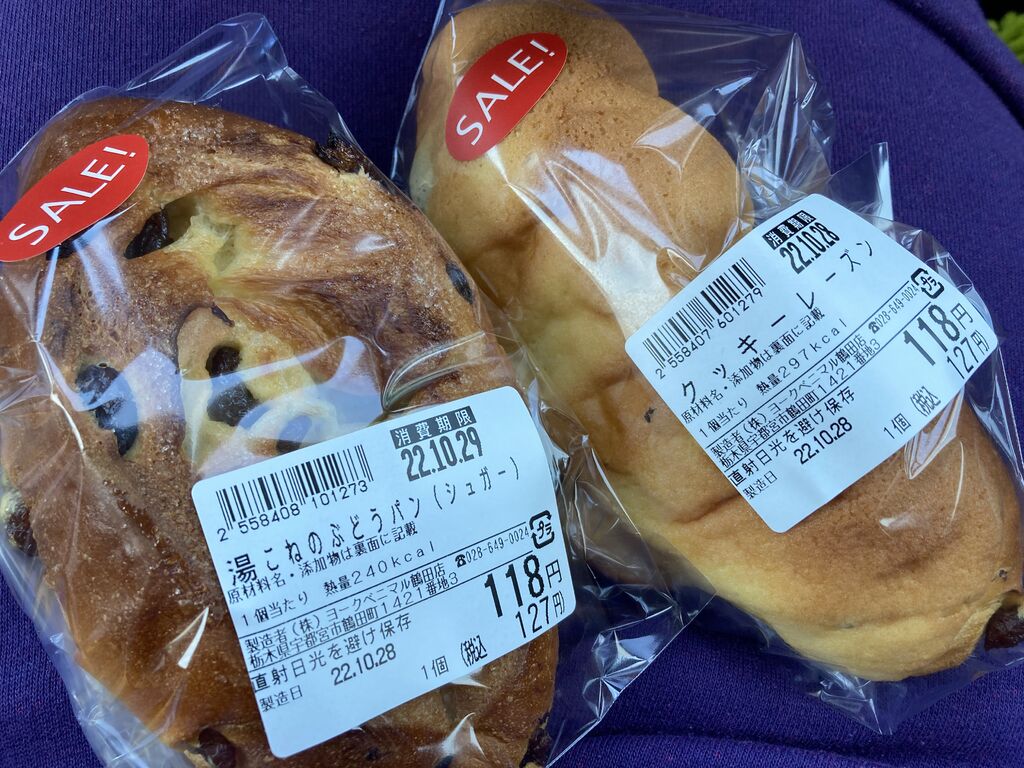 SALE!
消費期限
22.10.29
2 558408 101273
湯こねのぶどうパン(シュガー)
原材料名・添加物は裏面に記載
1個当たり 熱量240kcal
製造者(株)ヨークベニマル鶴田店
☎028-649-0024
栃木県宇都宮市鶴田町1421番地3
直射日光を避け保存
118円
製造日
22.10.28
1個
(税込
127円)
プラ
SALE!
消費期限
22.10.28
2 558407 601279
クッキーレーズン
原材料名・添加物は裏面に記載
1個当たり 熱量297kcal
製造者(株)ヨークベニマル鶴田店
☎028-649-0024
栃木県宇都宮市鶴田町1421番地3
直射日光を避け保存
118円
製造日
22.10.28
1個
(税込
127円)
プラ